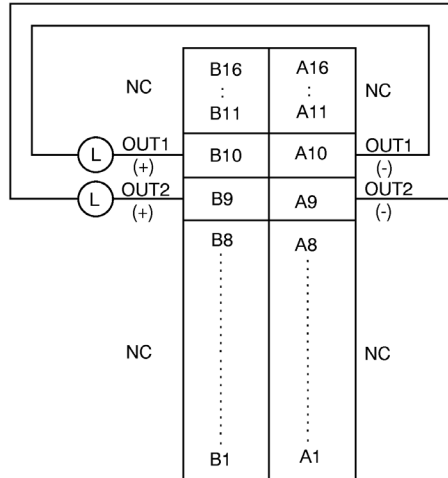 NC B16 A16 NC
B11 A11
L OUT1 (+) B10 A10 OUT1 (-)
L OUT2 (+) B9 A9 OUT2 (-)
B8 A8
NC NC
B1 A1